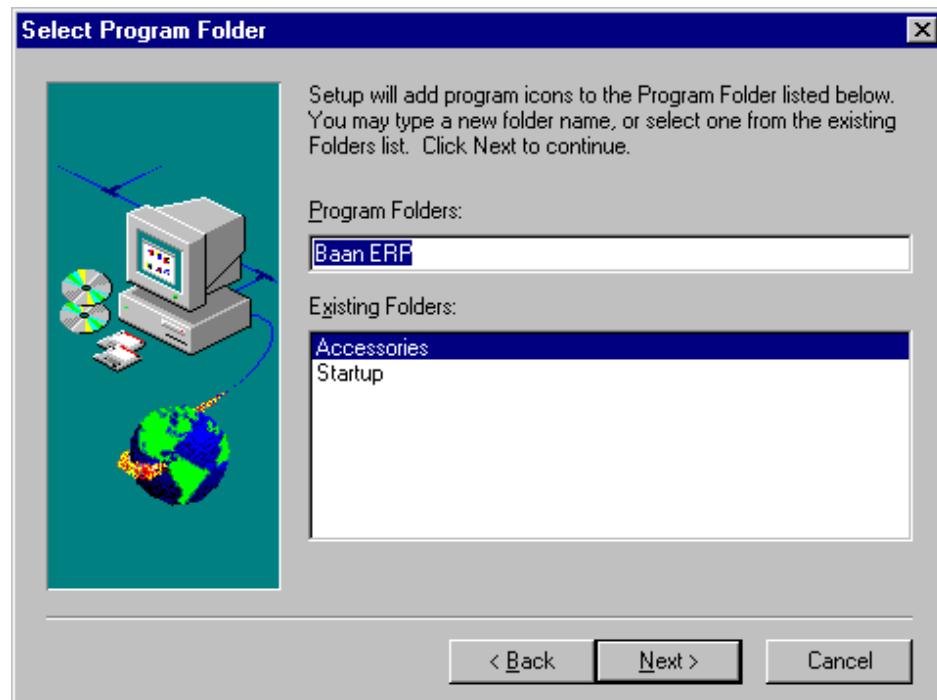 Select Program Folder
Setup will add program icons to the Program Folder listed below.
You may type a new folder name, or select one from the existing
Folders list.  Click Next to continue.
Program Folders:
Baan ERP
Existing Folders:
Accessories
Startup
< Back
Next >
Cancel